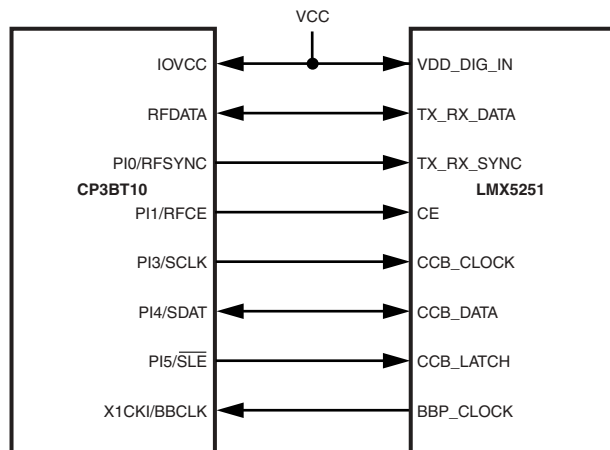 VCC
IOVCC VDD_DIG_IN
RFDATA TX_RX_DATA
PI0/RFSYNC TX_RX_SYNC
CP3BT10 LMX5251
PI1/RFCE CE
PI3/SCLK CCB_CLOCK
PI4/SDAT CCB_DATA
PI5/S̅L̅E̅ CCB_LATCH
X1CKI/BBCLK BBP_CLOCK